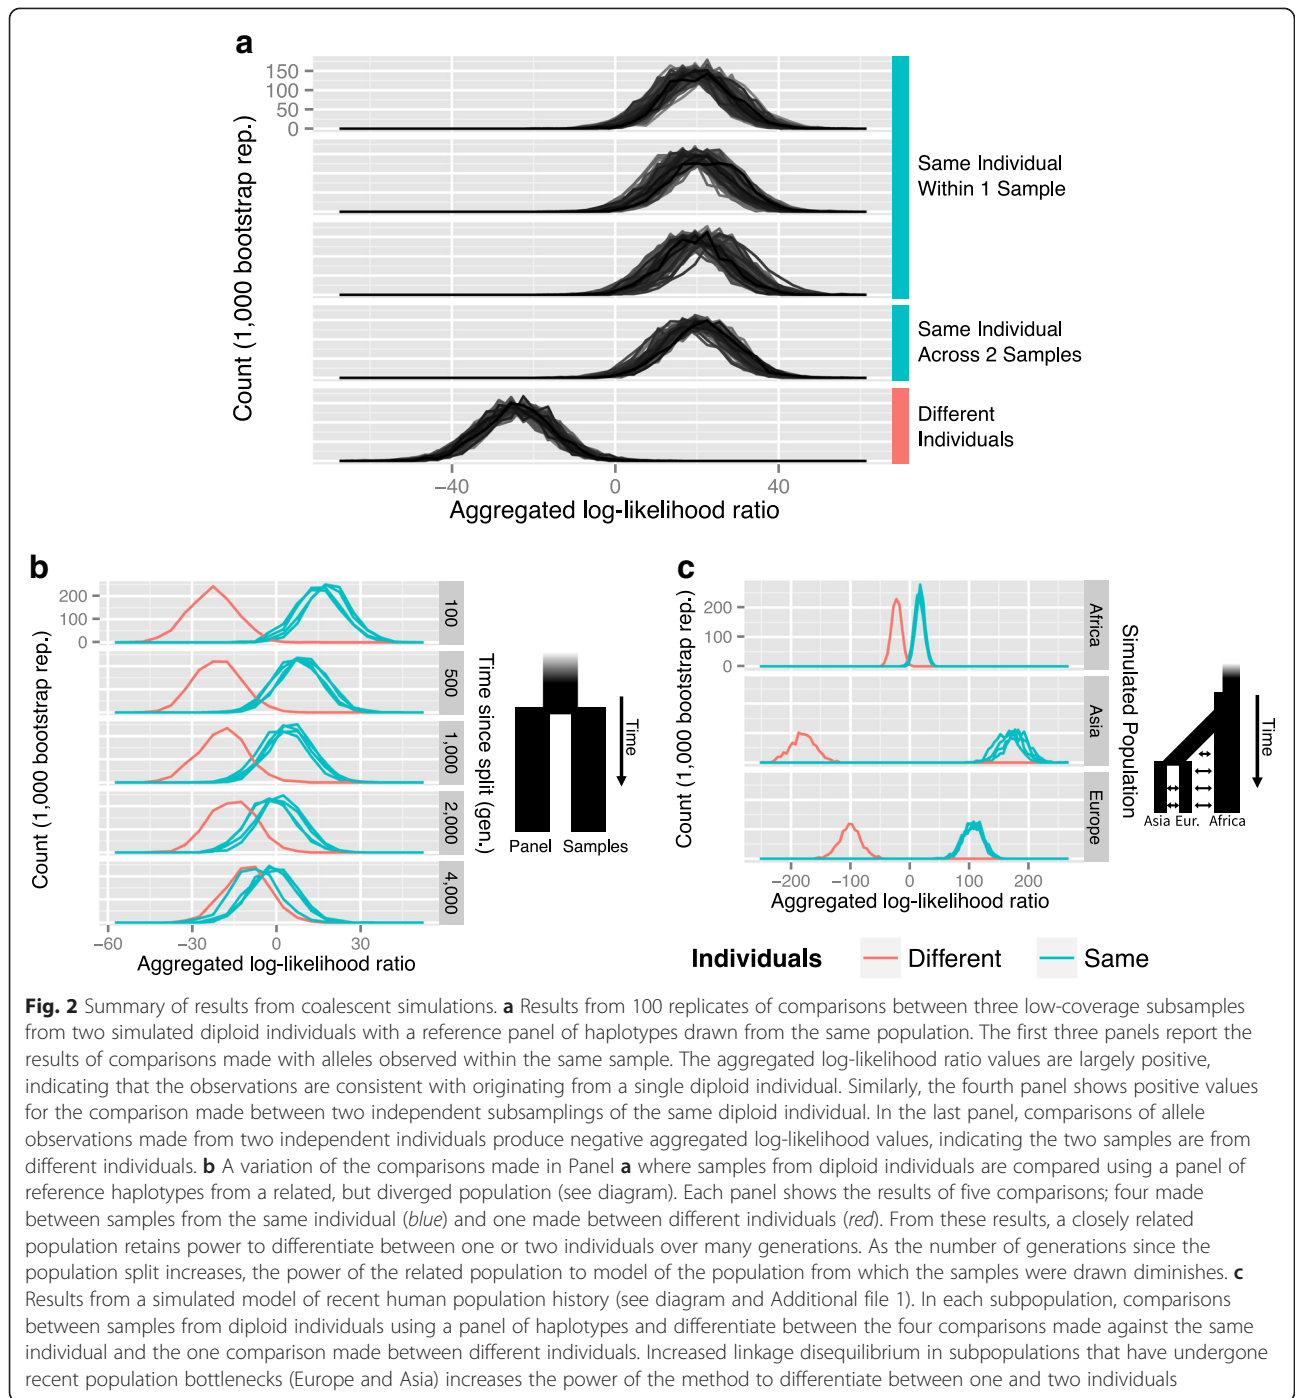 a
150
100
50
0
Count (1,000 bootstrap rep.)
Same Individual
Within 1 Sample
Same Individual
Across 2 Samples
Different
Individuals
−40 0 40
Aggregated log-likelihood ratio
b
200
100
0
Count (1,000 bootstrap rep.)
100
500
1,000
2,000
4,000
Time since split (gen.)
Time
Panel Samples
−60 −30 0 30
Aggregated log-likelihood ratio
c
200
100
0
Count (1,000 bootstrap rep.)
Africa
Asia
Europe
Simulated Population
Time
Asia Eur. Africa
−200 −100 0 100 200
Aggregated log-likelihood ratio
Individuals Different Same
Fig. 2 Summary of results from coalescent simulations. a Results from 100 replicates of comparisons between three low-coverage subsamples
from two simulated diploid individuals with a reference panel of haplotypes drawn from the same population. The first three panels report the
results of comparisons made with alleles observed within the same sample. The aggregated log-likelihood ratio values are largely positive,
indicating that the observations are consistent with originating from a single diploid individual. Similarly, the fourth panel shows positive values
for the comparison made between two independent subsamplings of the same diploid individual. In the last panel, comparisons of allele
observations made from two independent individuals produce negative aggregated log-likelihood values, indicating the two samples are from
different individuals. b A variation of the comparisons made in Panel a where samples from diploid individuals are compared using a panel of
reference haplotypes from a related, but diverged population (see diagram). Each panel shows the results of five comparisons; four made
between samples from the same individual (blue) and one made between different individuals (red). From these results, a closely related
population retains power to differentiate between one or two individuals over many generations. As the number of generations since the
population split increases, the power of the related population to model of the population from which the samples were drawn diminishes. c
Results from a simulated model of recent human population history (see diagram and Additional file 1). In each subpopulation, comparisons
between samples from diploid individuals using a panel of haplotypes and differentiate between the four comparisons made against the same
individual and the one comparison made between different individuals. Increased linkage disequilibrium in subpopulations that have undergone
recent population bottlenecks (Europe and Asia) increases the power of the method to differentiate between one and two individuals